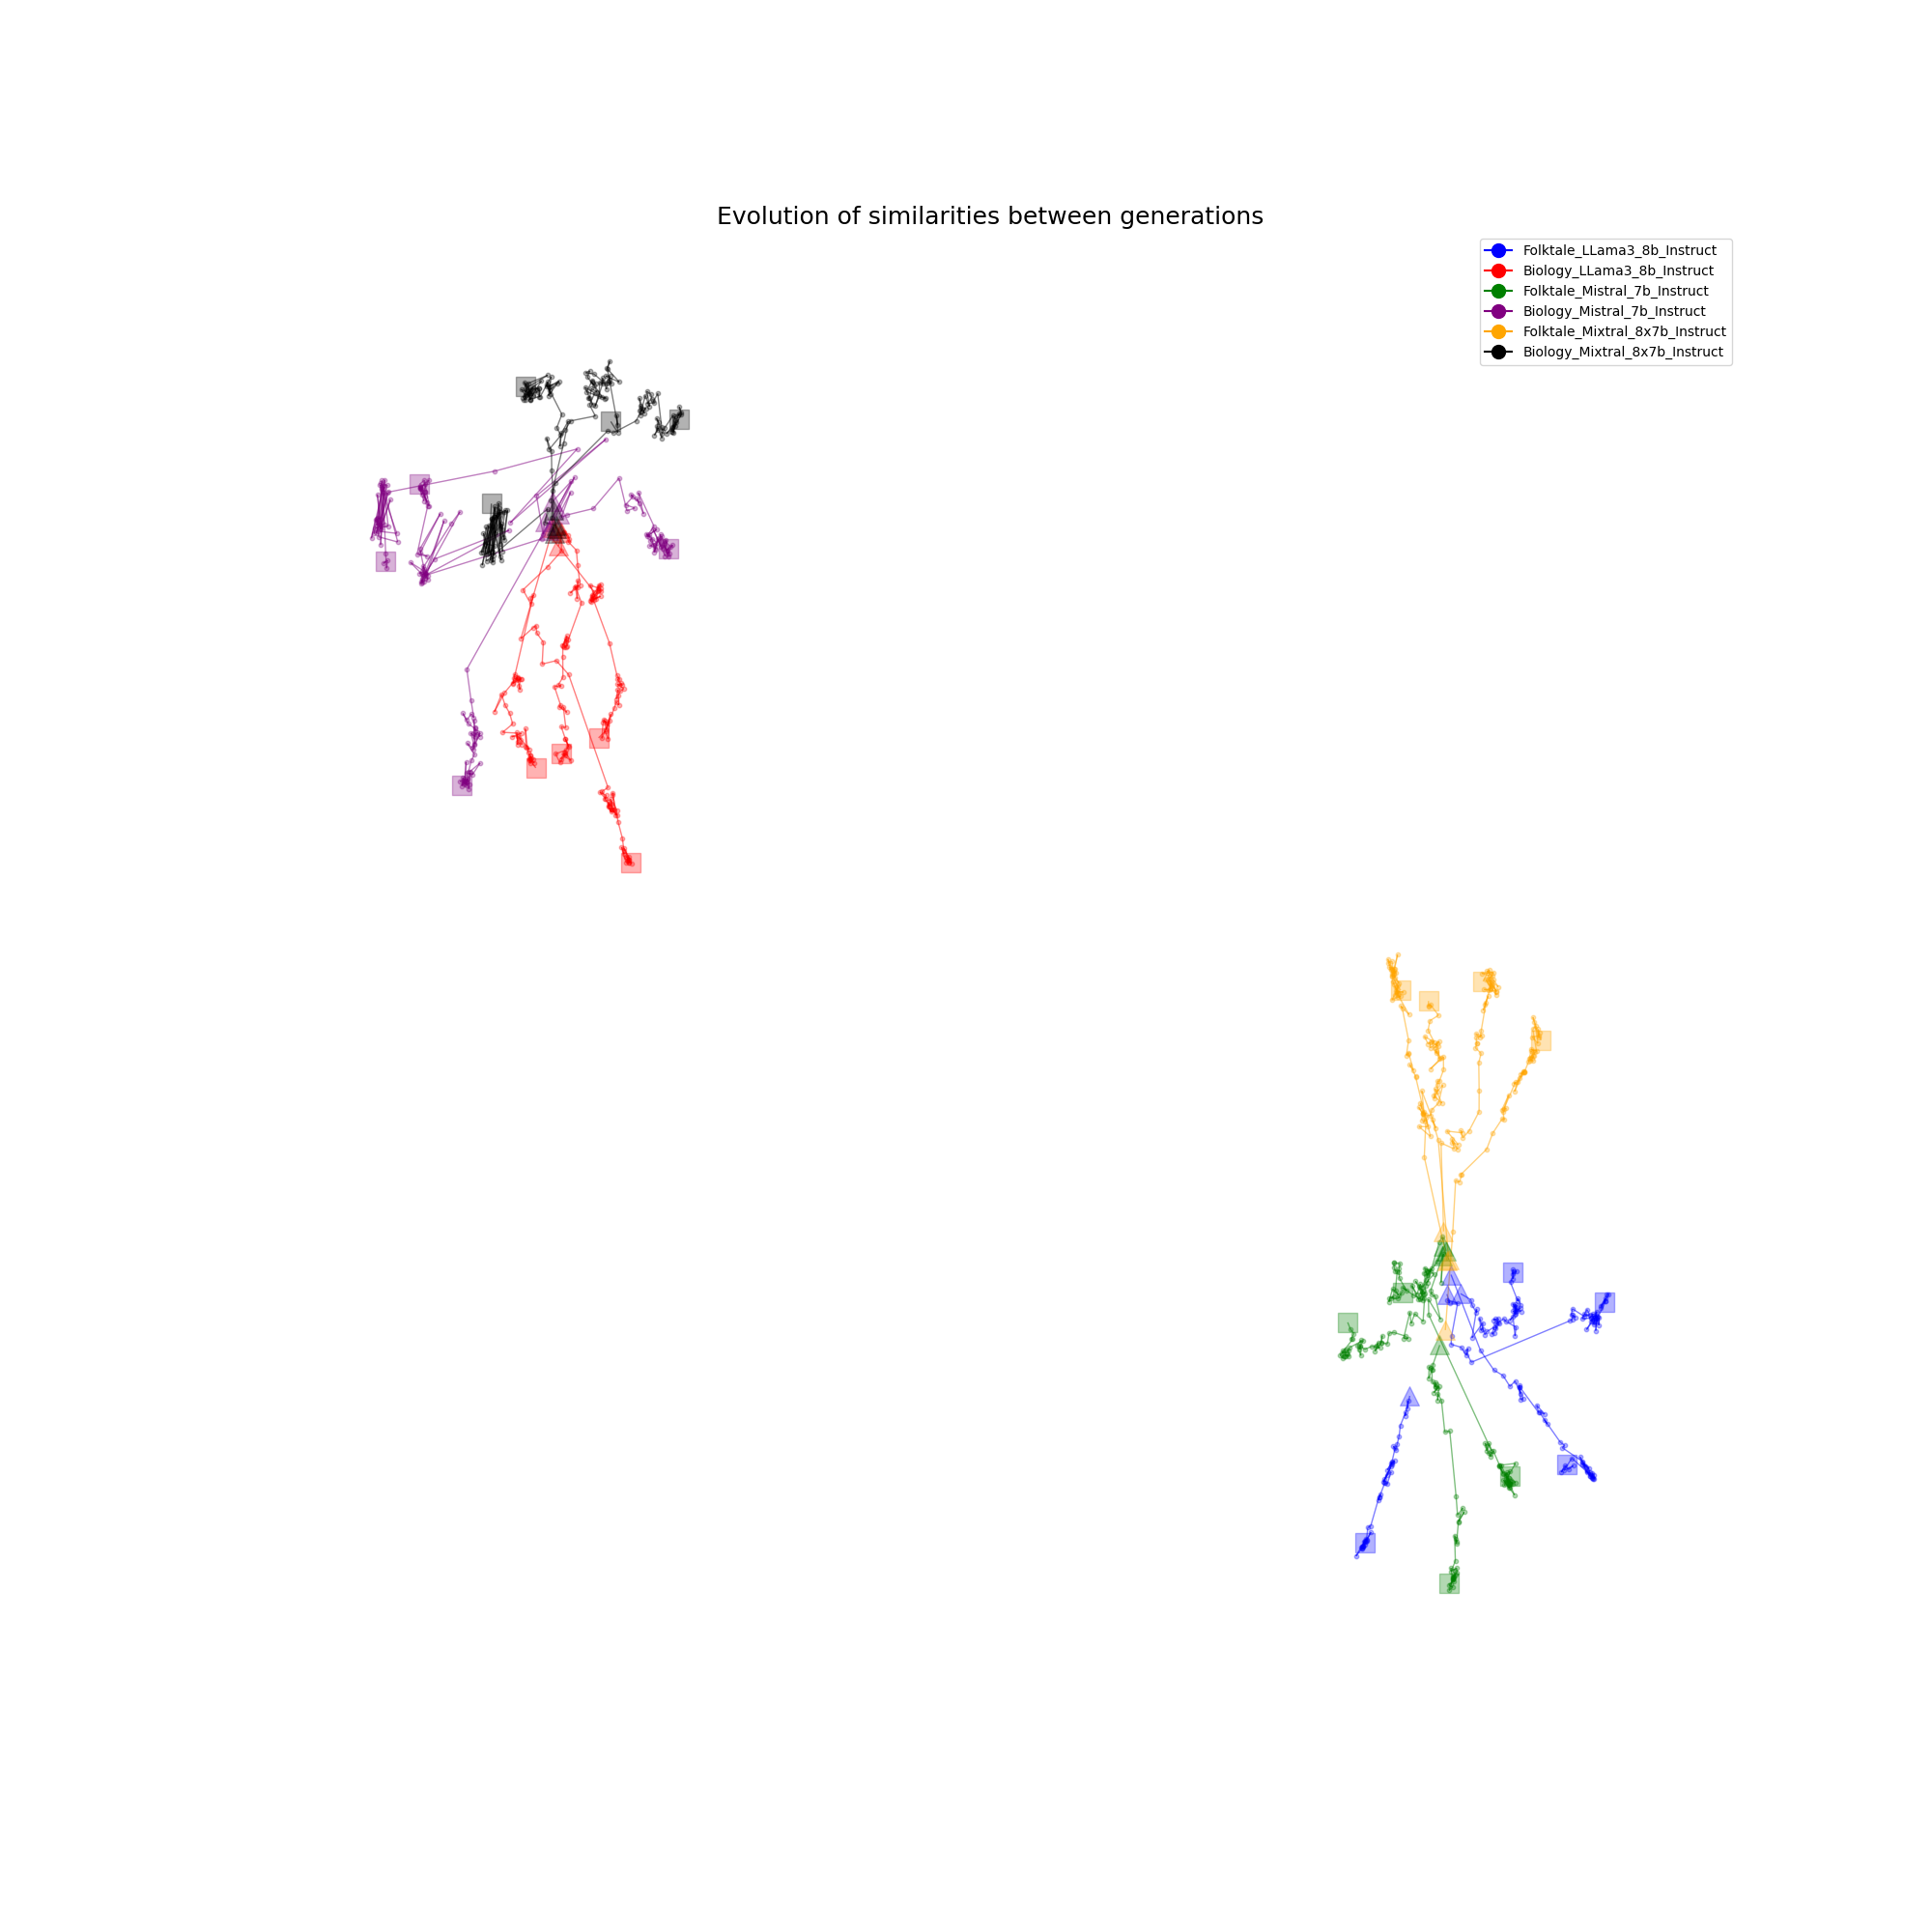 Evolution of similarities between generations
Folktale_LLama3_8b_Instruct
Biology_LLama3_8b_Instruct
Folktale_Mistral_7b_Instruct
Biology_Mistral_7b_Instruct
Folktale_Mixtral_8x7b_Instruct
Biology_Mixtral_8x7b_Instruct